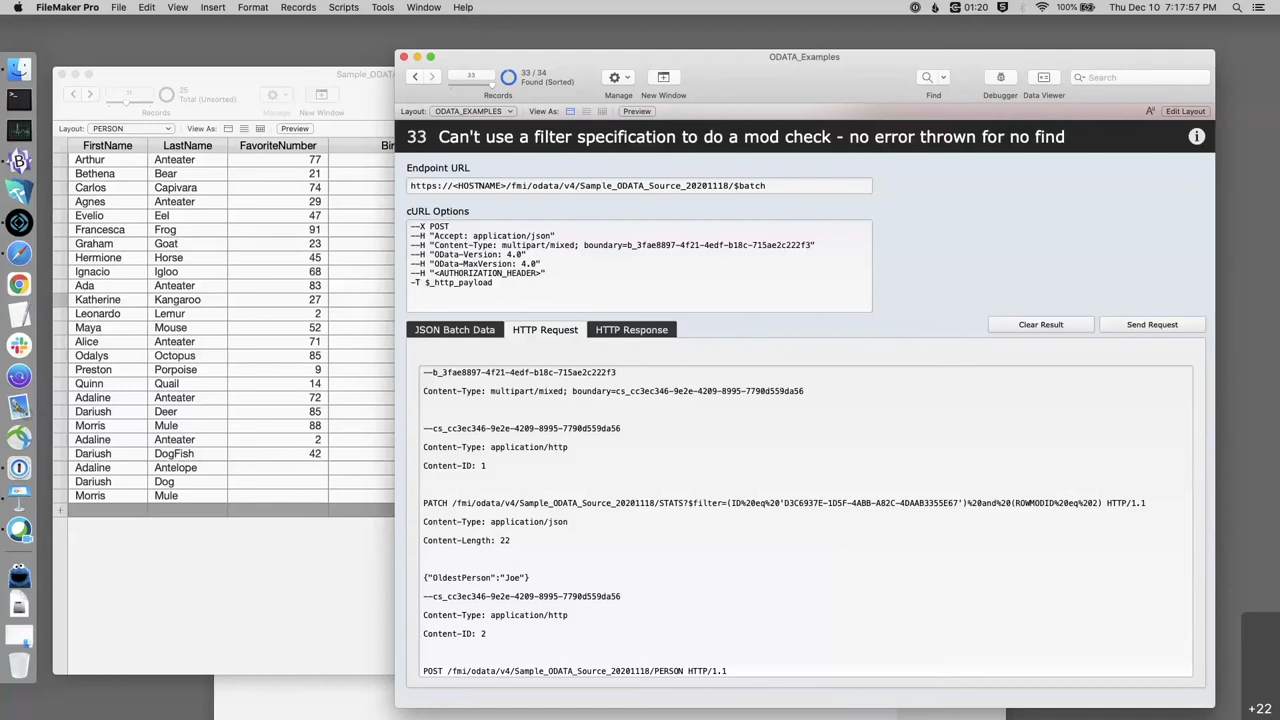 FileMaker Pro File Edit View Insert Format Records Scripts Tools Window Help 01:20 100% Thu Dec 10 7:17:57 PM
Sample_ODATA
25
Total (Unsorted)
Records
Manage
New Window
Layout: PERSON View As: Preview
FirstName LastName FavoriteNumber Bir
Arthur Anteater 77
Bethena Bear 21
Carlos Capivara 74
Agnes Anteater 29
Evelio Eel 47
Francesca Frog 91
Graham Goat 23
Hermione Horse 45
Ignacio Igloo 68
Ada Anteater 83
Katherine Kangaroo 27
Leonardo Lemur 2
Maya Mouse 52
Alice Anteater 71
Odalys Octopus 85
Preston Porpoise 9
Quinn Quail 14
Adaline Anteater 72
Dariush Deer 85
Morris Mule 88
Adaline Anteater 2
Dariush DogFish 42
Adaline Antelope
Dariush Dog
Morris Mule
ODATA_Examples
33
33 / 34
Found (Sorted)
Search
Records Manage New Window Find Debugger Data Viewer
Layout: ODATA_EXAMPLES View As: Preview Edit Layout
33 Can't use a filter specification to do a mod check - no error thrown for no find
Endpoint URL
https://<HOSTNAME>/fmi/odata/v4/Sample_ODATA_Source_20201118/$batch
cURL Options
--X POST
--H "Accept: application/json"
--H "Content-Type: multipart/mixed; boundary=b_3fae8897-4f21-4edf-b18c-715ae2c222f3"
--H "OData-Version: 4.0"
--H "OData-MaxVersion: 4.0"
--H "<AUTHORIZATION_HEADER>"
-T $_http_payload
JSON Batch Data HTTP Request HTTP Response Clear Result Send Request
--b_3fae8897-4f21-4edf-b18c-715ae2c222f3
Content-Type: multipart/mixed; boundary=cs_cc3ec346-9e2e-4209-8995-7790d559da56
--cs_cc3ec346-9e2e-4209-8995-7790d559da56
Content-Type: application/http
Content-ID: 1
PATCH /fmi/odata/v4/Sample_ODATA_Source_20201118/STATS?$filter=(ID%20eq%20'D3C6937E-1D5F-4ABB-A82C-4DAAB3355E67')%20and%20(ROWMODID%20eq%202) HTTP/1.1
Content-Type: application/json
Content-Length: 22
{"OldestPerson":"Joe"}
--cs_cc3ec346-9e2e-4209-8995-7790d559da56
Content-Type: application/http
Content-ID: 2
POST /fmi/odata/v4/Sample_ODATA_Source_20201118/PERSON HTTP/1.1
+22